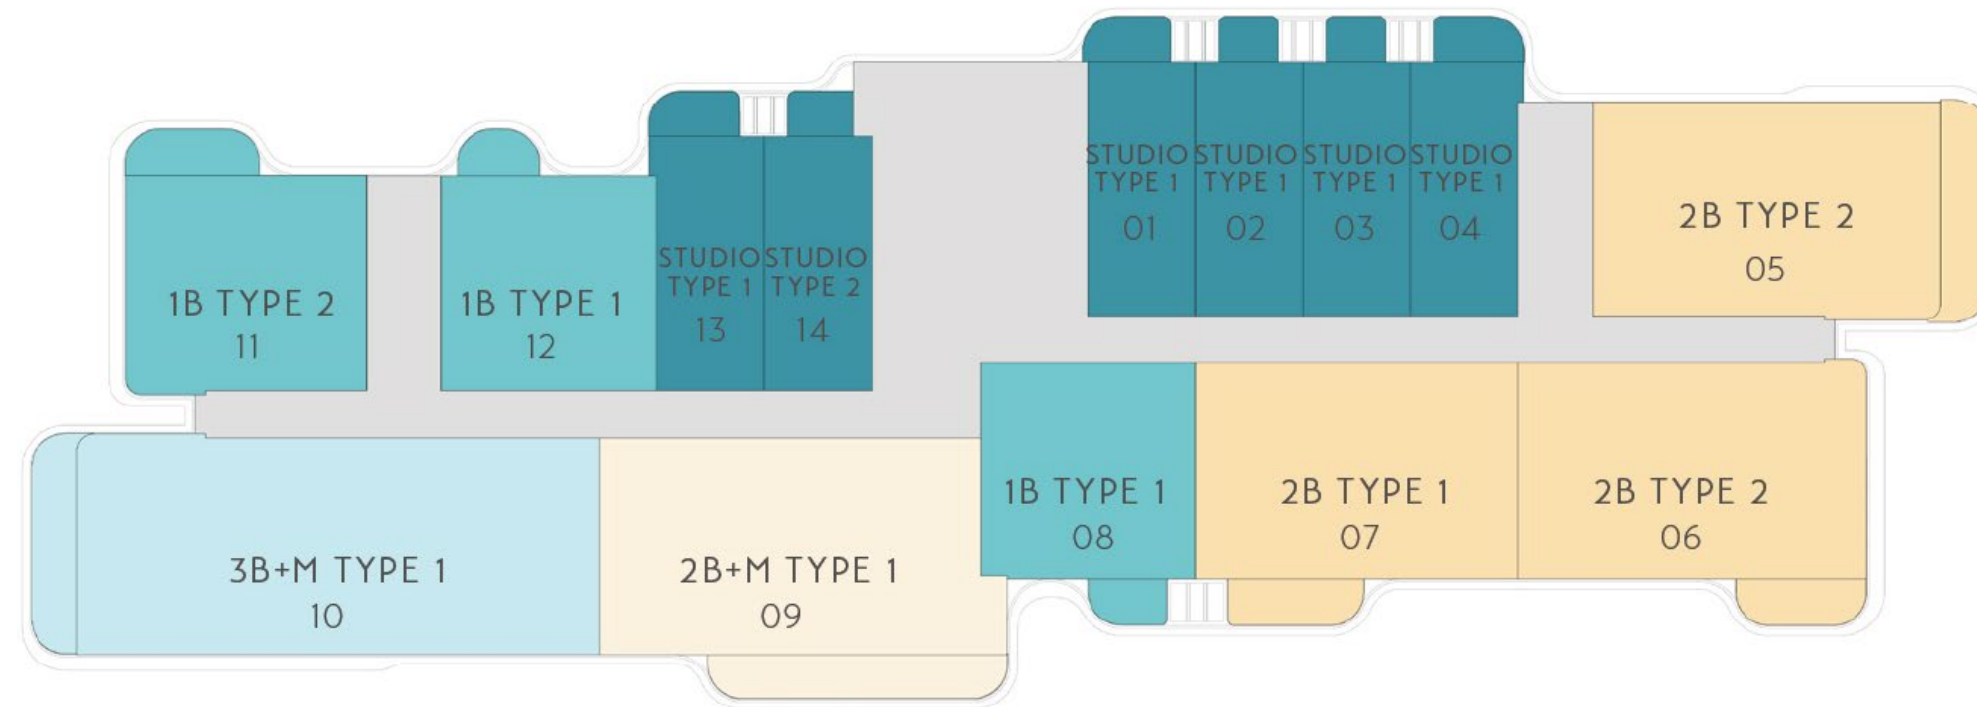 STUDIO
TYPE 1
01
STUDIO
TYPE 1
02
STUDIO
TYPE 1
03
STUDIO
TYPE 1
04
2B TYPE 2
05
1B TYPE 2
11
1B TYPE 1
12
STUDIO
TYPE 1
13
STUDIO
TYPE 2
14
3B+M TYPE 1
10
2B+M TYPE 1
09
1B TYPE 1
08
2B TYPE 1
07
2B TYPE 2
06